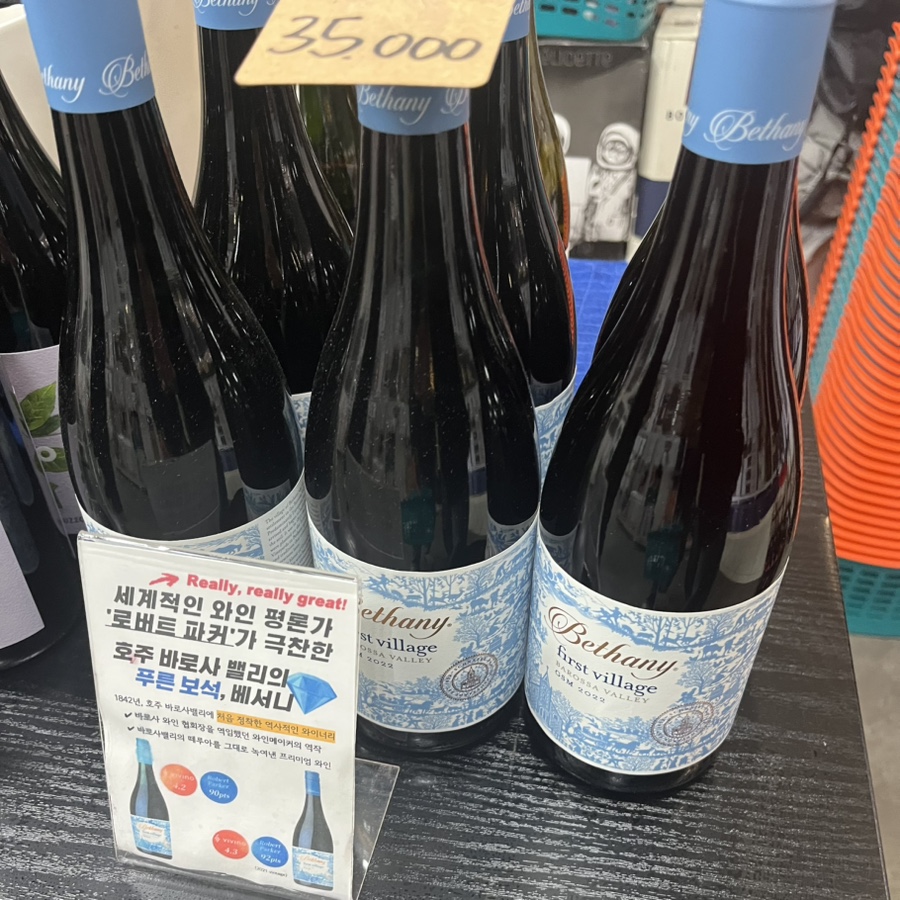 Bethany
Bethany
35.000
Bethany
Bethany
Really, really great!
세계적인 와인 평론가
'로버트 파커'가 극찬한
호주 바로사 밸리의
푸른 보석, 베서니
1842년, 호주 바로사밸리에 처음 정착한 역사적인 와이너리
✔ 바로사 와인 협회장을 역임했던 와인메이커의 역작
✔ 바로사밸리의 떼루아를 그대로 녹여낸 프리미엄 와인
4.2
Robert
Parker
90pts
4.3
Robert
Parker
92pts
Bethany
first village
BAROSSA VALLEY
GSM 2022
Bethany
first village
BAROSSA VALLEY
GSM 2022